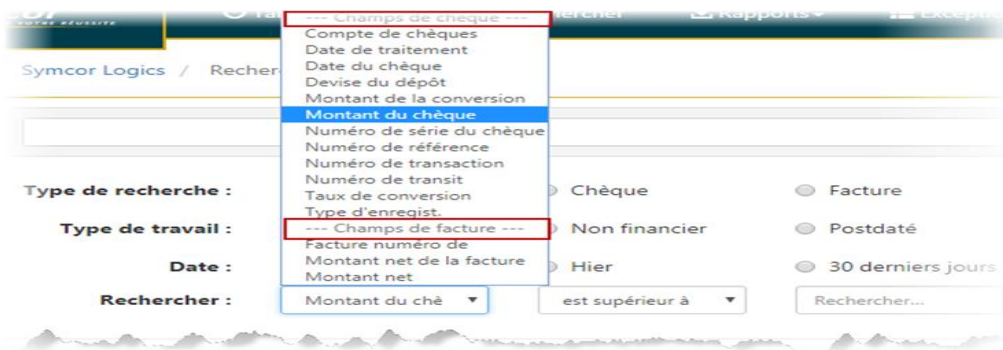 VOTRE RÉUSSITE
--- Champs de chèque ---
Rapports
Compte de chèques
Date de traitement
Symcor Logics / Recher
Date du chèque
Devise du dépôt
Montant de la conversion
Montant du chèque
Numéro de série du chèque
Numéro de référence
Numéro de transaction
Numéro de transit
Type de recherche :
Chèque
Facture
Taux de conversion
Type d'enregist.
Type de travail :
--- Champs de facture ---
Non financier
Postdaté
Facture numéro de
Montant net de la facture
Date :
Hier
30 derniers jours
Montant net
Rechercher :
Montant du chè
est supérieur à
Rechercher...